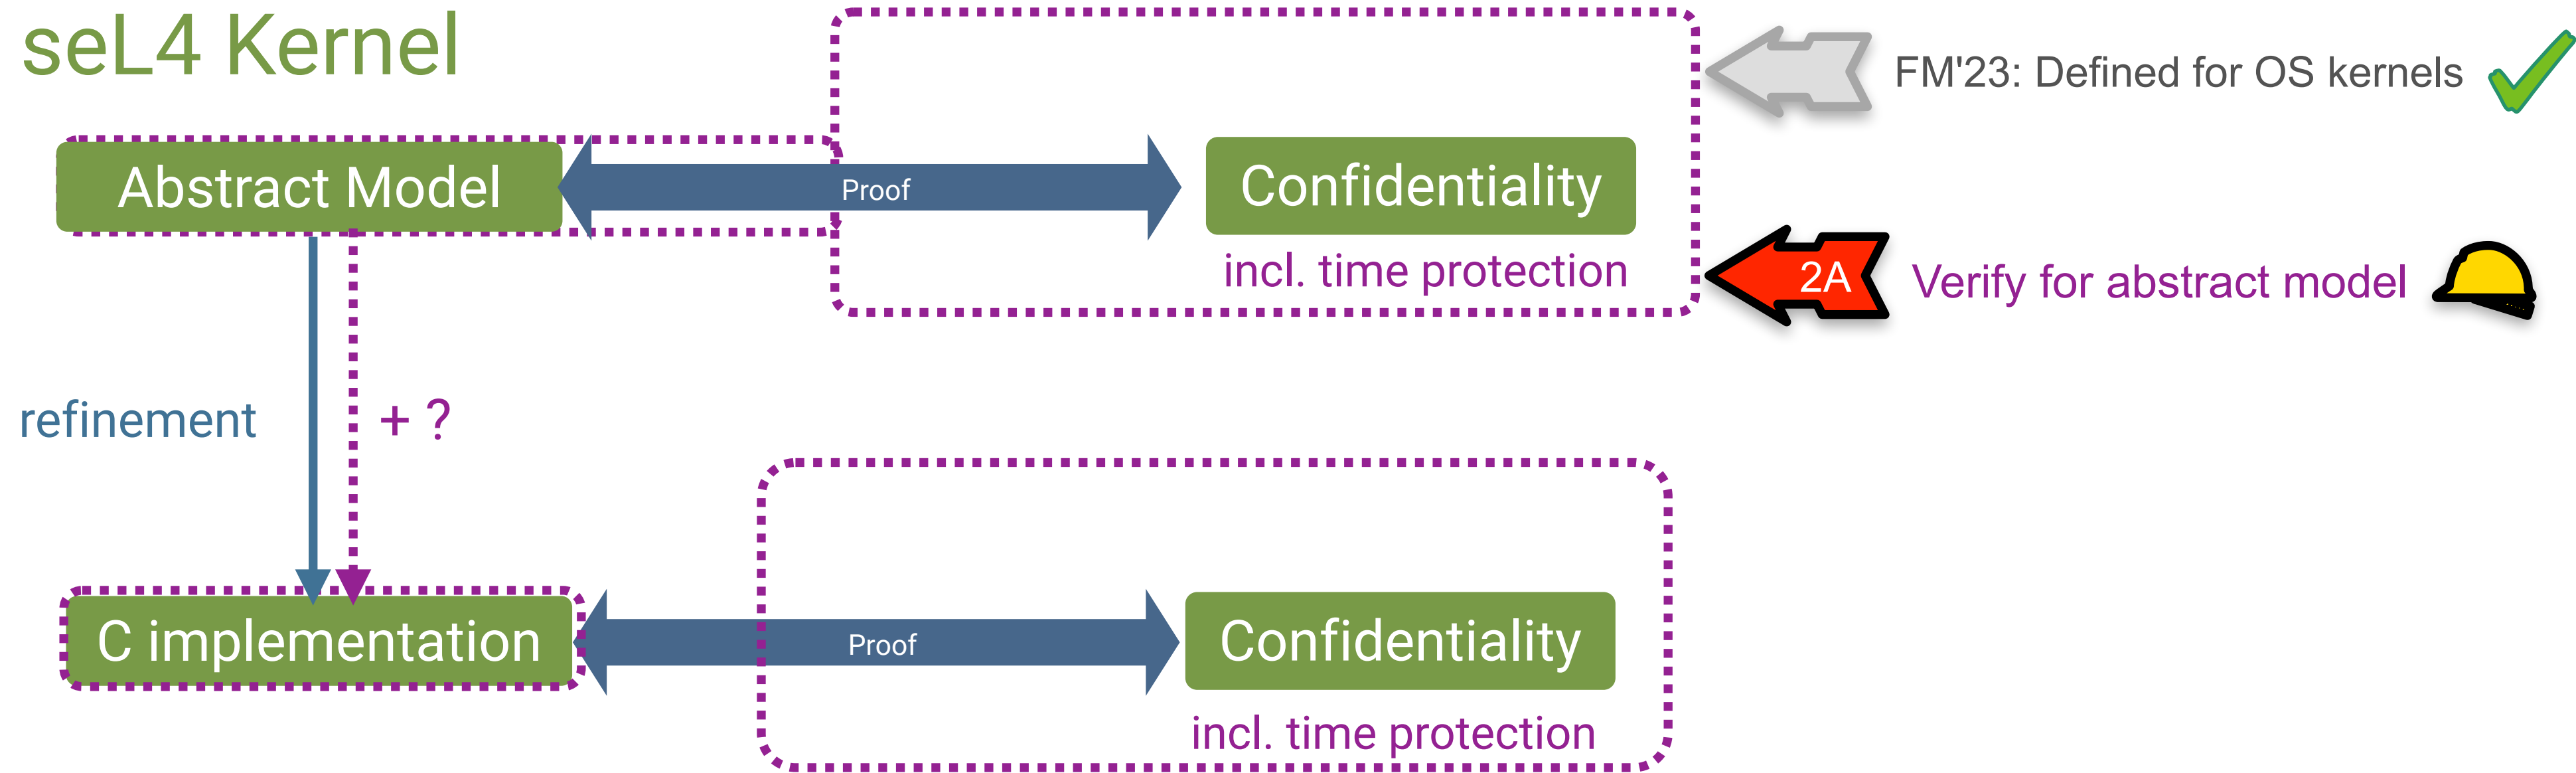 seL4 Kernel
FM'23: Defined for OS kernels
Abstract Model
Proof
Confidentiality
incl. time protection
2A
Verify for abstract model
refinement
+ ?
C implementation
Proof
Confidentiality
incl. time protection